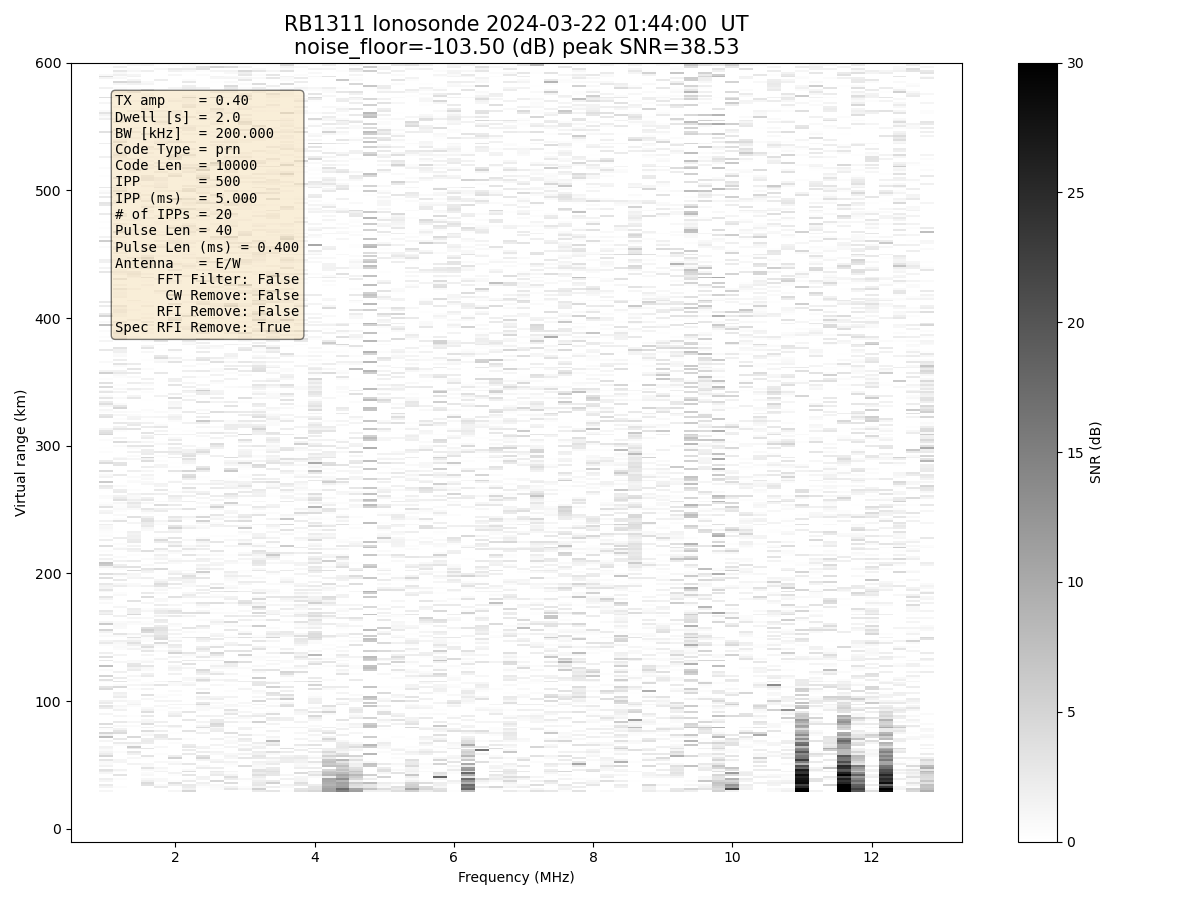 RB1311 Ionosonde 2024-03-22 01:44:00  UT
noise_floor=-103.50 (dB) peak SNR=38.53
600
500
400
300
200
100
0
Virtual range (km)
TX amp    = 0.40
Dwell [s] = 2.0
BW [kHz]  = 200.000
Code Type = prn
Code Len  = 10000
IPP       = 500
IPP (ms)  = 5.000
# of IPPs = 20
Pulse Len = 40
Pulse Len (ms) = 0.400
Antenna   = E/W
FFT Filter: False
CW Remove: False
RFI Remove: False
Spec RFI Remove: True
2 4 6 8 10 12
Frequency (MHz)
30
25
20
15
10
5
0
SNR (dB)